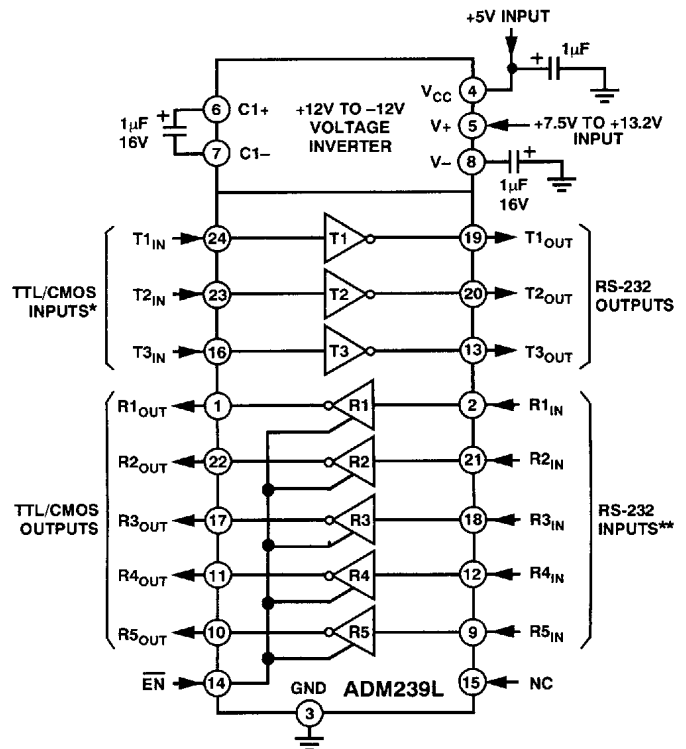 +5V INPUT
1µF
+
VCC
4
6
C1+
+12V TO –12V
VOLTAGE
INVERTER
V+
5
+7.5V TO +13.2V
INPUT
1µF
16V
+
7
C1–
V–
8
+
1µF
16V
T1IN
24
T1
19
T1OUT
TTL/CMOS
INPUTS*
T2IN
23
T2
20
T2OUT
RS-232
OUTPUTS
T3IN
16
T3
13
T3OUT
R1OUT
1
R1
2
R1IN
R2OUT
22
R2
21
R2IN
TTL/CMOS
OUTPUTS
R3OUT
17
R3
18
R3IN
RS-232
INPUTS**
R4OUT
11
R4
12
R4IN
R5OUT
10
R5
9
R5IN
E̅N̅
14
GND
ADM239L
15
NC
3